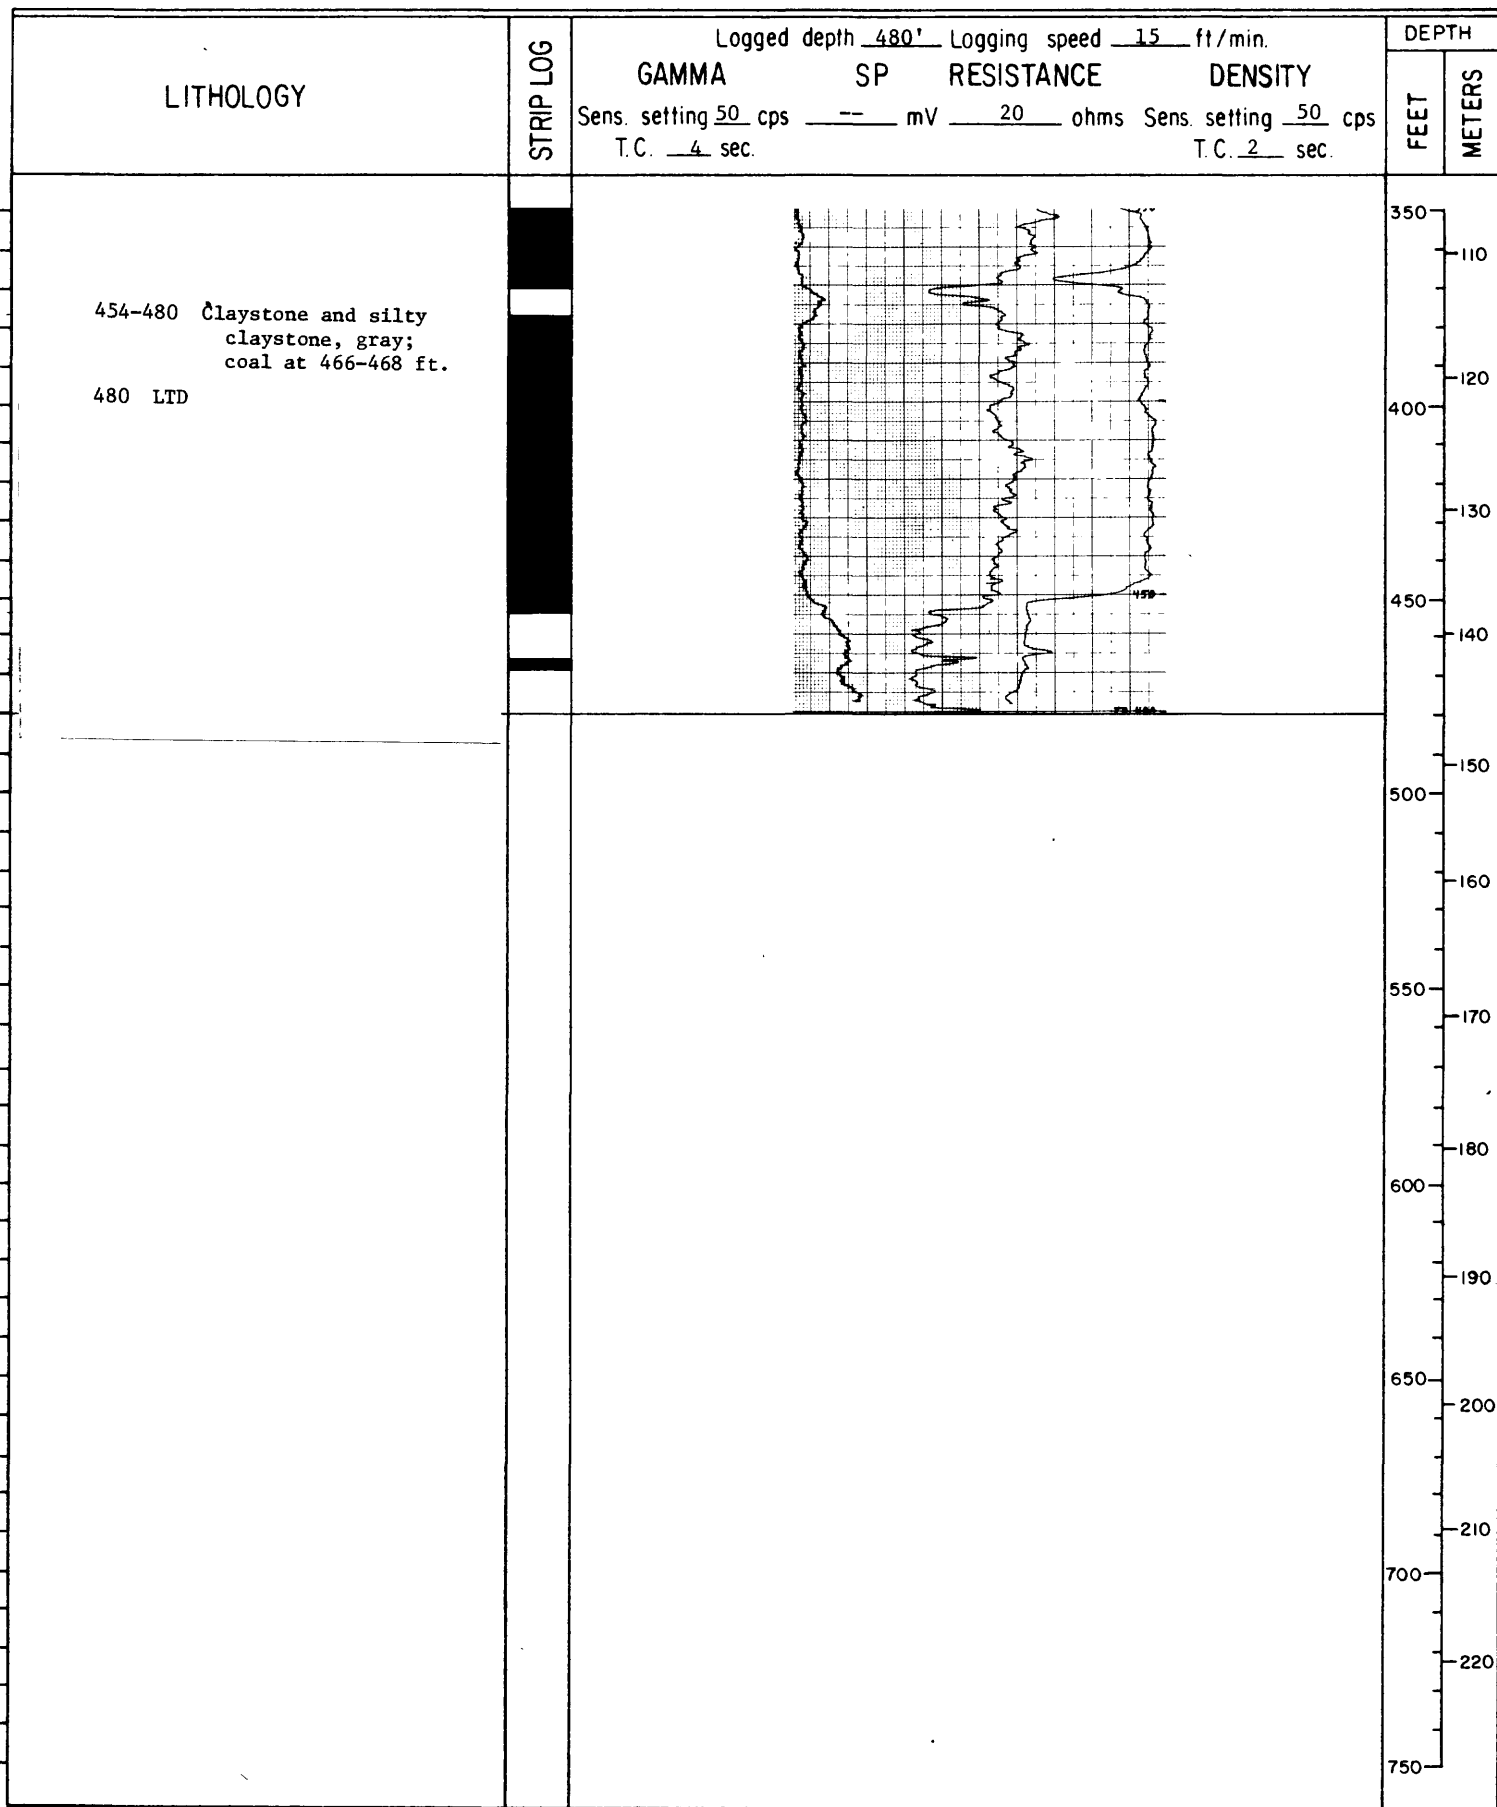 LITHOLOGY
STRIP LOG
Logged depth 480' Logging speed 15 ft/min.
GAMMA SP RESISTANCE DENSITY
Sens. setting 50 cps -- mV 20 ohms Sens. setting 50 cps
T.C. 4 sec. T.C. 2 sec.
DEPTH
FEET
METERS
454-480 Claystone and silty
claystone, gray;
coal at 466-468 ft.
480 LTD
450
350
110
120
400
130
450
140
150
500
160
550
170
180
600
190
650
200
210
700
220
750